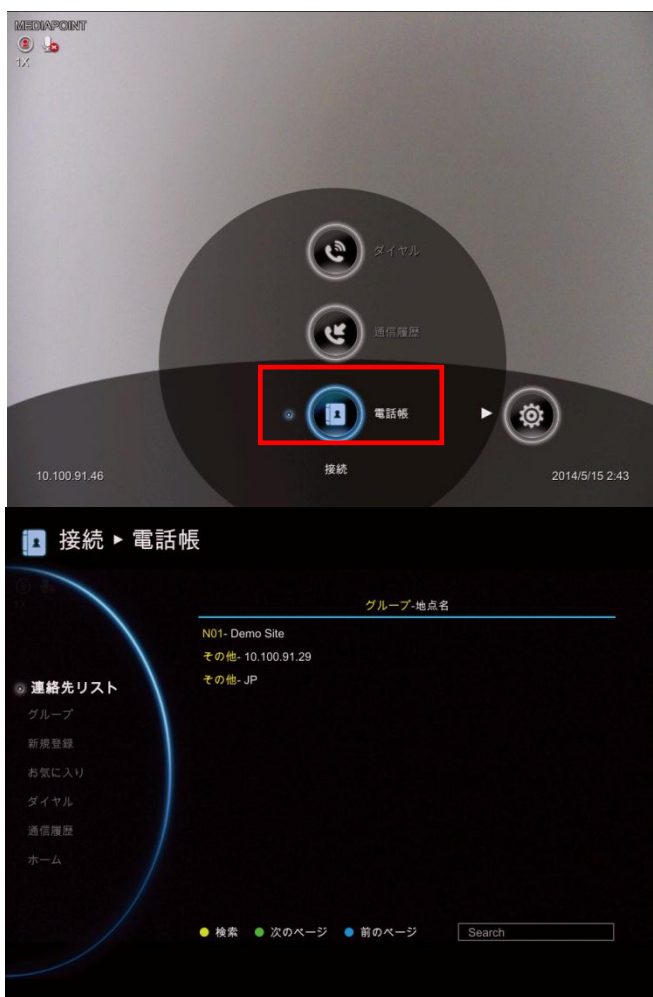 MEDIAPOINT
1X
ダイヤル
通信履歴
電話帳
接続
10.100.91.46
2014/5/15 2:43
接続 ▸ 電話帳
1X
グループ-地点名
N01- Demo Site
その他- 10.100.91.29
その他- JP
連絡先リスト
グループ
新規登録
お気に入り
ダイヤル
通信履歴
ホーム
検索 次のページ 前のページ Search